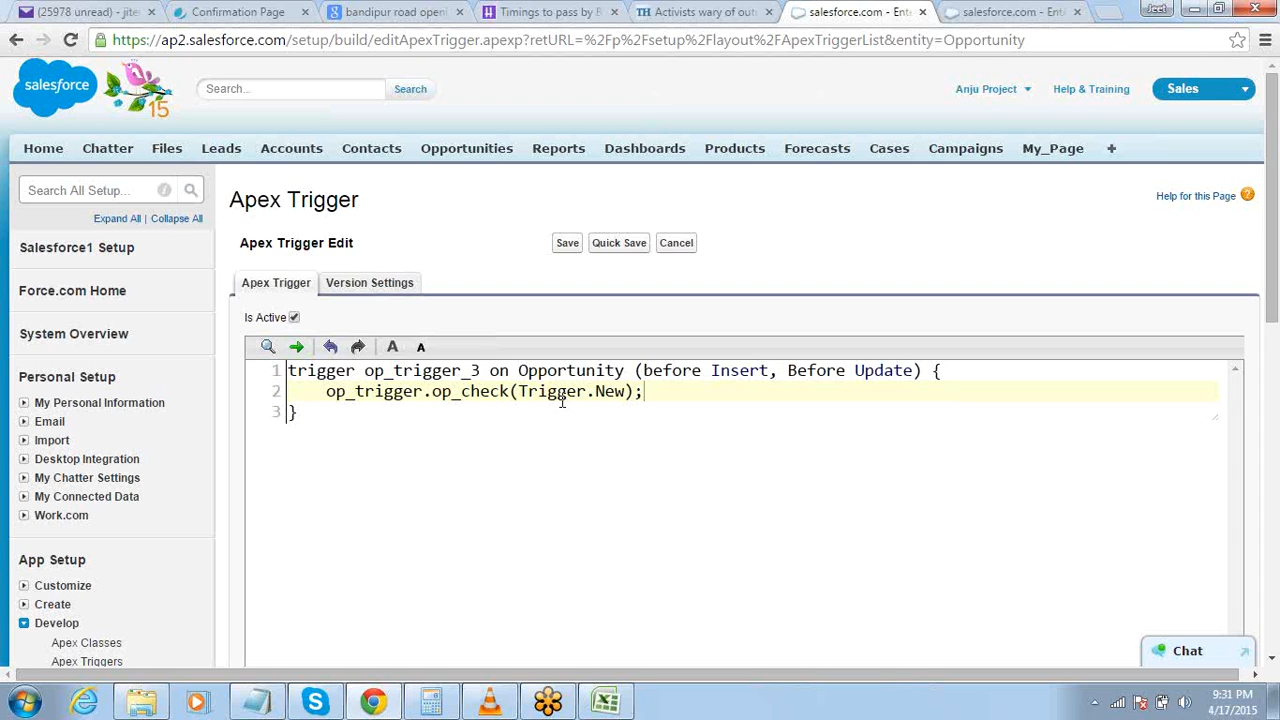 (25978 unread) - jite
Confirmation Page
bandipur road open
Timings to pass by B
TH Activists wary of out
salesforce.com - Ente
salesforce.com - Ent
Jeet
https://ap2.salesforce.com/setup/build/editApexTrigger.apexp?retURL=%2Fp%2Fsetup%2Flayout%2FApexTriggerList&entity=Opportunity
salesforce
15
Search...
Search
Anju Project
Help & Training
Sales
Home
Chatter
Files
Leads
Accounts
Contacts
Opportunities
Reports
Dashboards
Products
Forecasts
Cases
Campaigns
My_Page
+
Search All Setup...
Expand All | Collapse All
Salesforce1 Setup
Force.com Home
System Overview
Personal Setup
My Personal Information
Email
Import
Desktop Integration
My Chatter Settings
My Connected Data
Work.com
App Setup
Customize
Create
Develop
Apex Classes
Apex Triggers
Apex Trigger
Help for this Page
Apex Trigger Edit
Save
Quick Save
Cancel
Apex Trigger
Version Settings
Is Active
A A
1 trigger op_trigger_3 on Opportunity (before Insert, Before Update) {
2 op_trigger.op_check(Trigger.New);
3 }
Chat
9:31 PM
4/17/2015